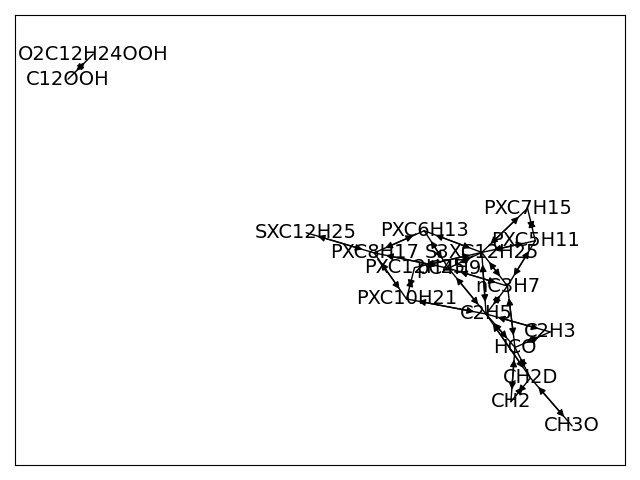 O2C12H24OOH
C12OOH
PXC7H15
PXC6H13
SXC12H25
PXC5H11
PXC8H17
S3XC12H25
PXC12H25
pC4H9
nC3H7
PXC10H21
C2H5
C2H3
HCO
CH2D
CH2
CH3O